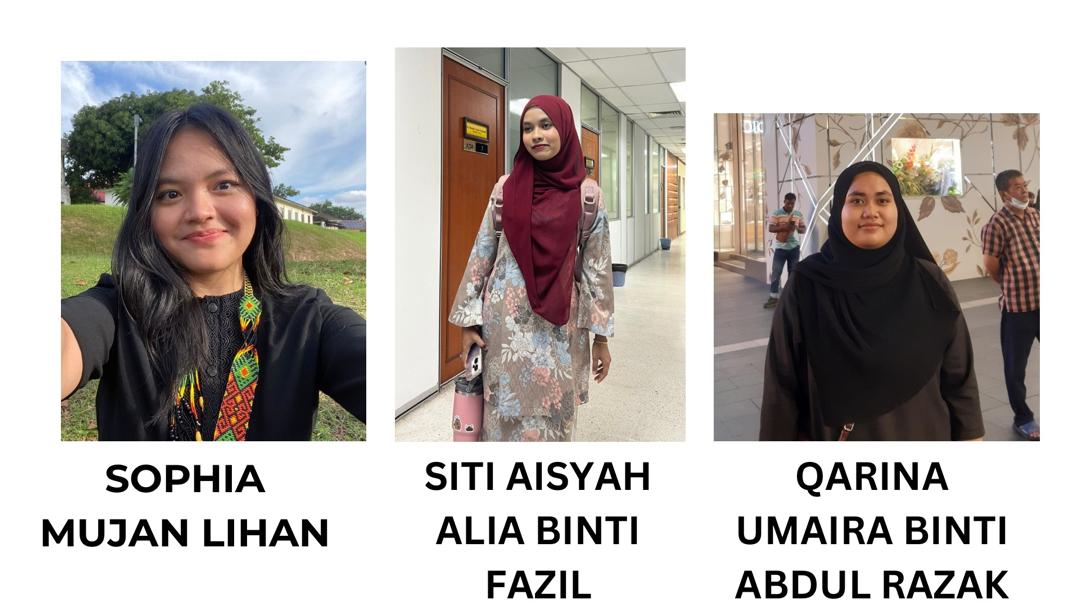 SOPHIA
MUJAN LIHAN
SITI AISYAH
ALIA BINTI
FAZIL
QARINA
UMAIRA BINTI
ABDUL RAZAK